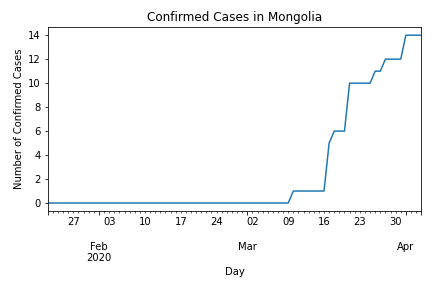 Confirmed Cases in Mongolia
14
12
10
8
6
4
2
0
Number of Confirmed Cases
27 03 10 17 24 02 09 16 23 30
Feb Mar Apr
2020
Day